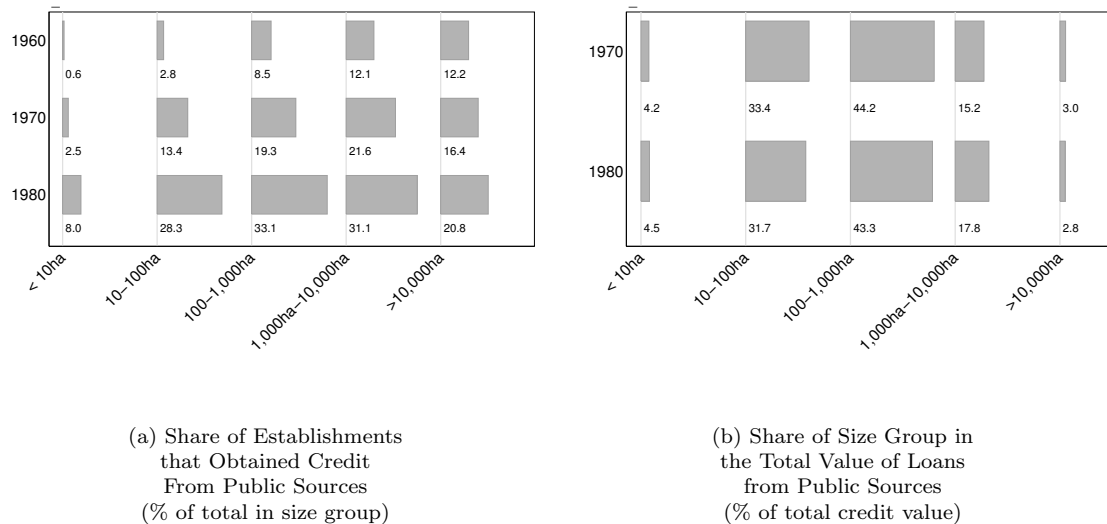 1960
0.6 2.8 8.5 12.1 12.2
1970
2.5 13.4 19.3 21.6 16.4
1980
8.0 28.3 33.1 31.1 20.8
< 10ha 10−100ha 100−1,000ha 1,000ha−10,000ha >10,000ha
(a) Share of Establishments
that Obtained Credit
From Public Sources
(% of total in size group)
1970
4.2 33.4 44.2 15.2 3.0
1980
4.5 31.7 43.3 17.8 2.8
< 10ha 10−100ha 100−1,000ha 1,000ha−10,000ha >10,000ha
(b) Share of Size Group in
the Total Value of Loans
from Public Sources
(% of total credit value)